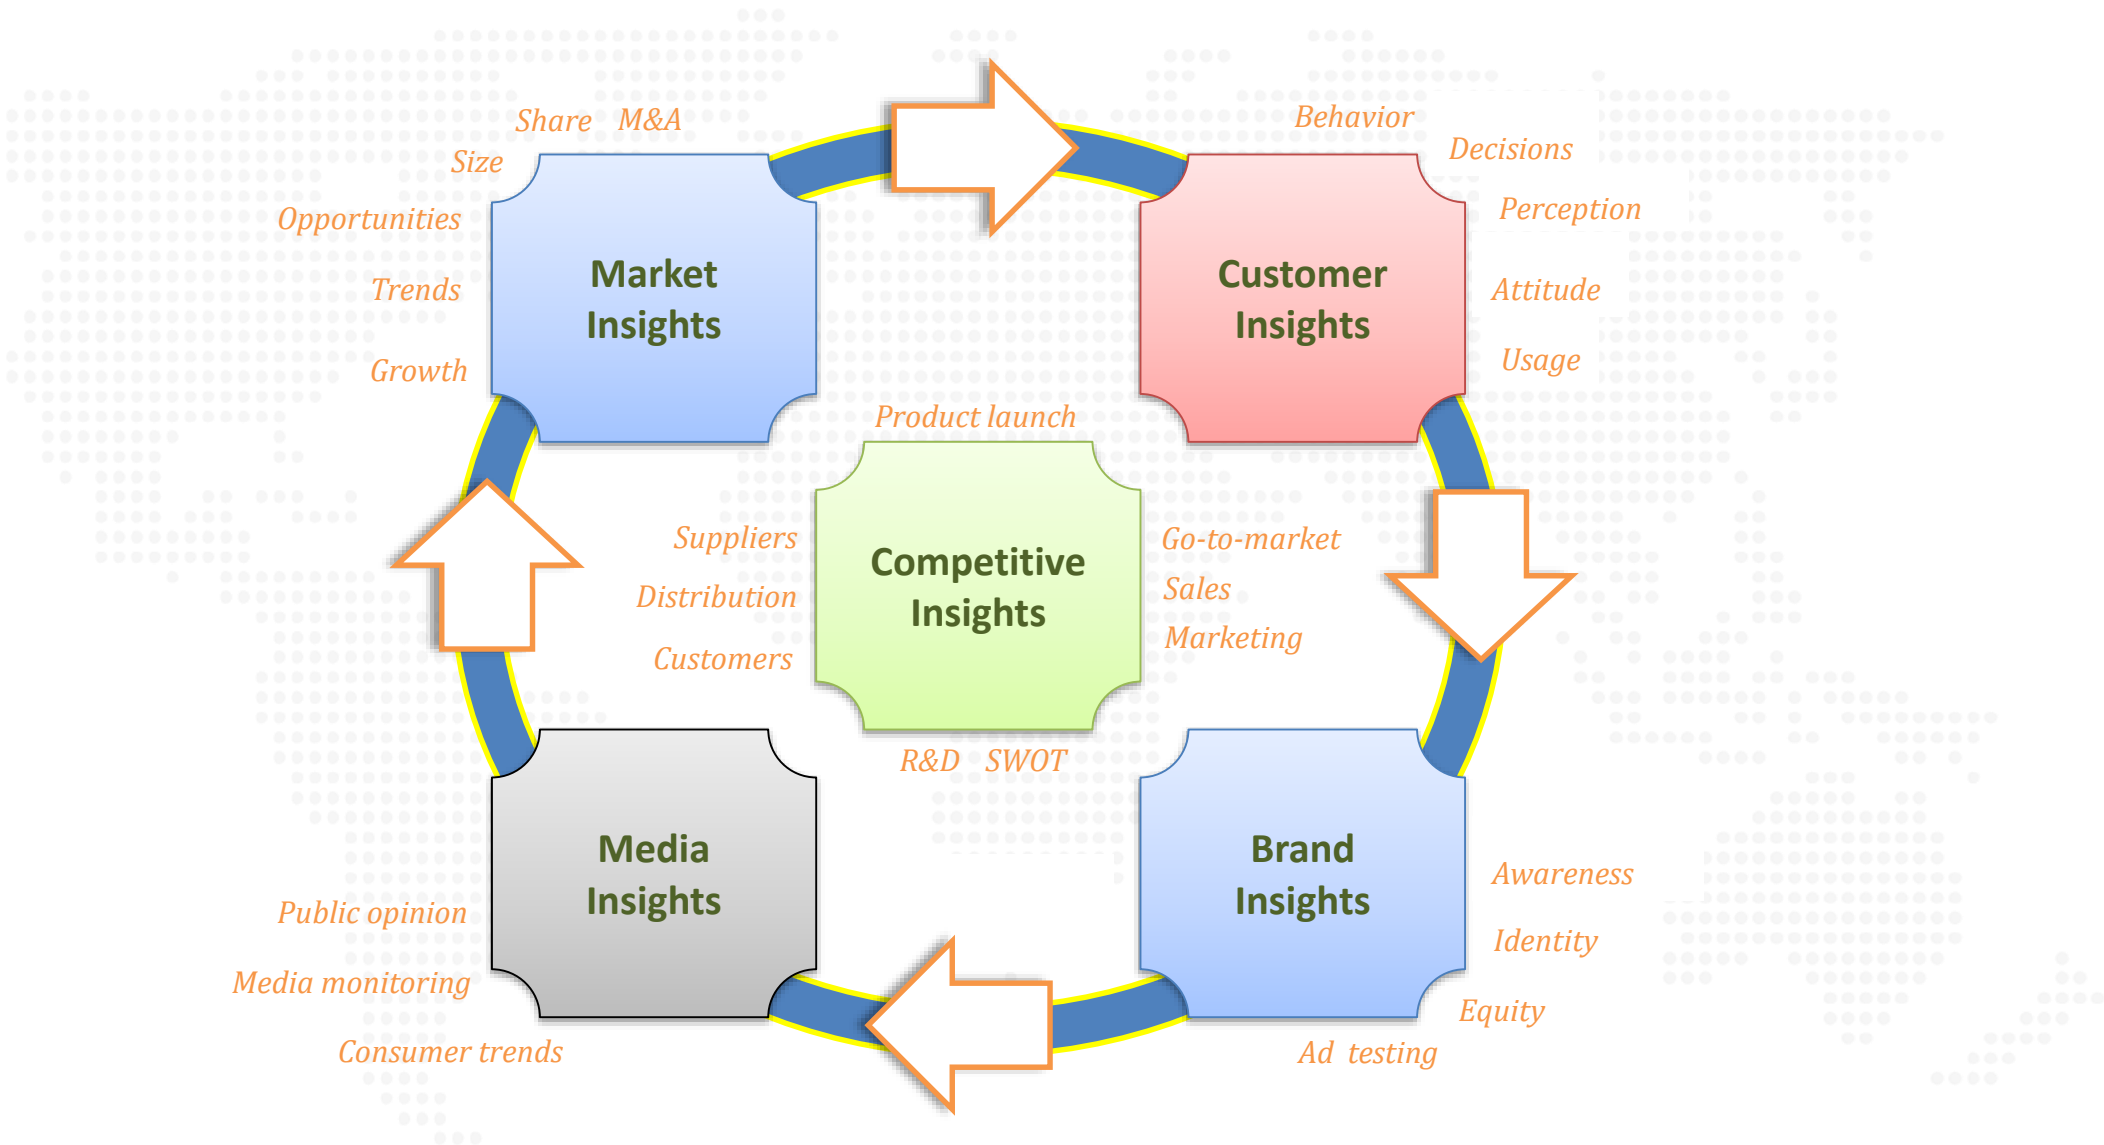 Share M&A
Size
Opportunities
Trends
Growth
Market
Insights
Behavior
Decisions
Perception
Attitude
Usage
Customer
Insights
Product launch
Suppliers
Distribution
Customers
Competitive
Insights
Go-to-market
Sales
Marketing
R&D SWOT
Media
Insights
Public opinion
Media monitoring
Consumer trends
Brand
Insights
Awareness
Identity
Equity
Ad testing